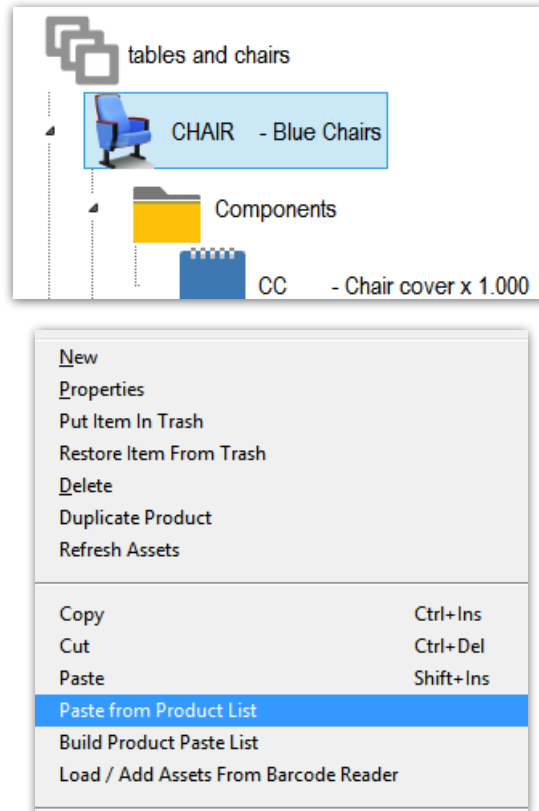 tables and chairs
CHAIR - Blue Chairs
Components
CC - Chair cover x 1.000
New
Properties
Put Item In Trash
Restore Item From Trash
Delete
Duplicate Product
Refresh Assets
Copy Ctrl+Ins
Cut Ctrl+Del
Paste Shift+Ins
Paste from Product List
Build Product Paste List
Load / Add Assets From Barcode Reader